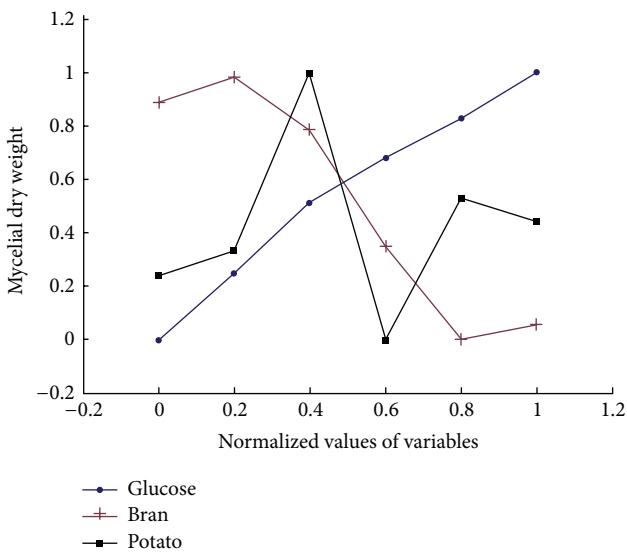 1.2
1
0.8
0.6
0.4
0.2
0
−0.2
Mycelial dry weight
−0.2 0 0.2 0.4 0.6 0.8 1 1.2
Normalized values of variables
Glucose
Bran
Potato